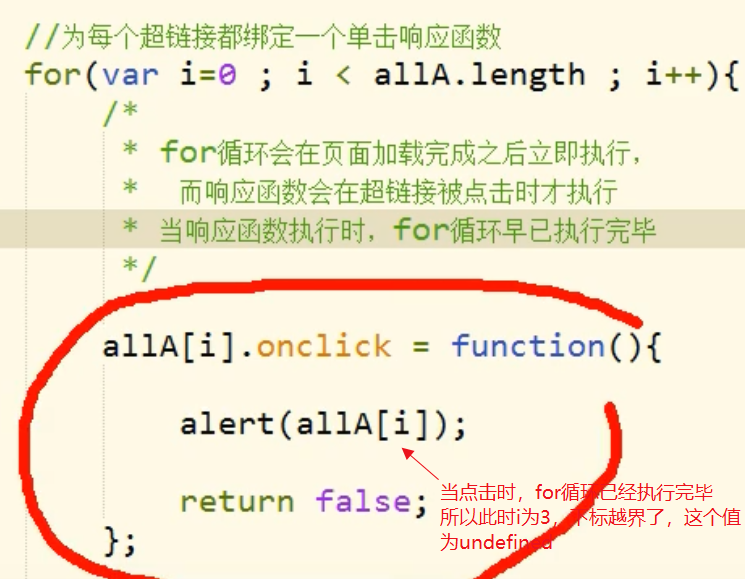 //为每个超链接都绑定一个单击响应函数
for(var i=0 ; i < allA.length ; i++){
/*
* for循环会在页面加载完成之后立即执行，
* 而响应函数会在超链接被点击时才执行
* 当响应函数执行时，for循环早已执行完毕
*/
allA[i].onclick = function(){
alert(allA[i]);
return false;
};
当点击时，for循环已经执行完毕
所以此时i为3，下标越界了，这个值
为undefined